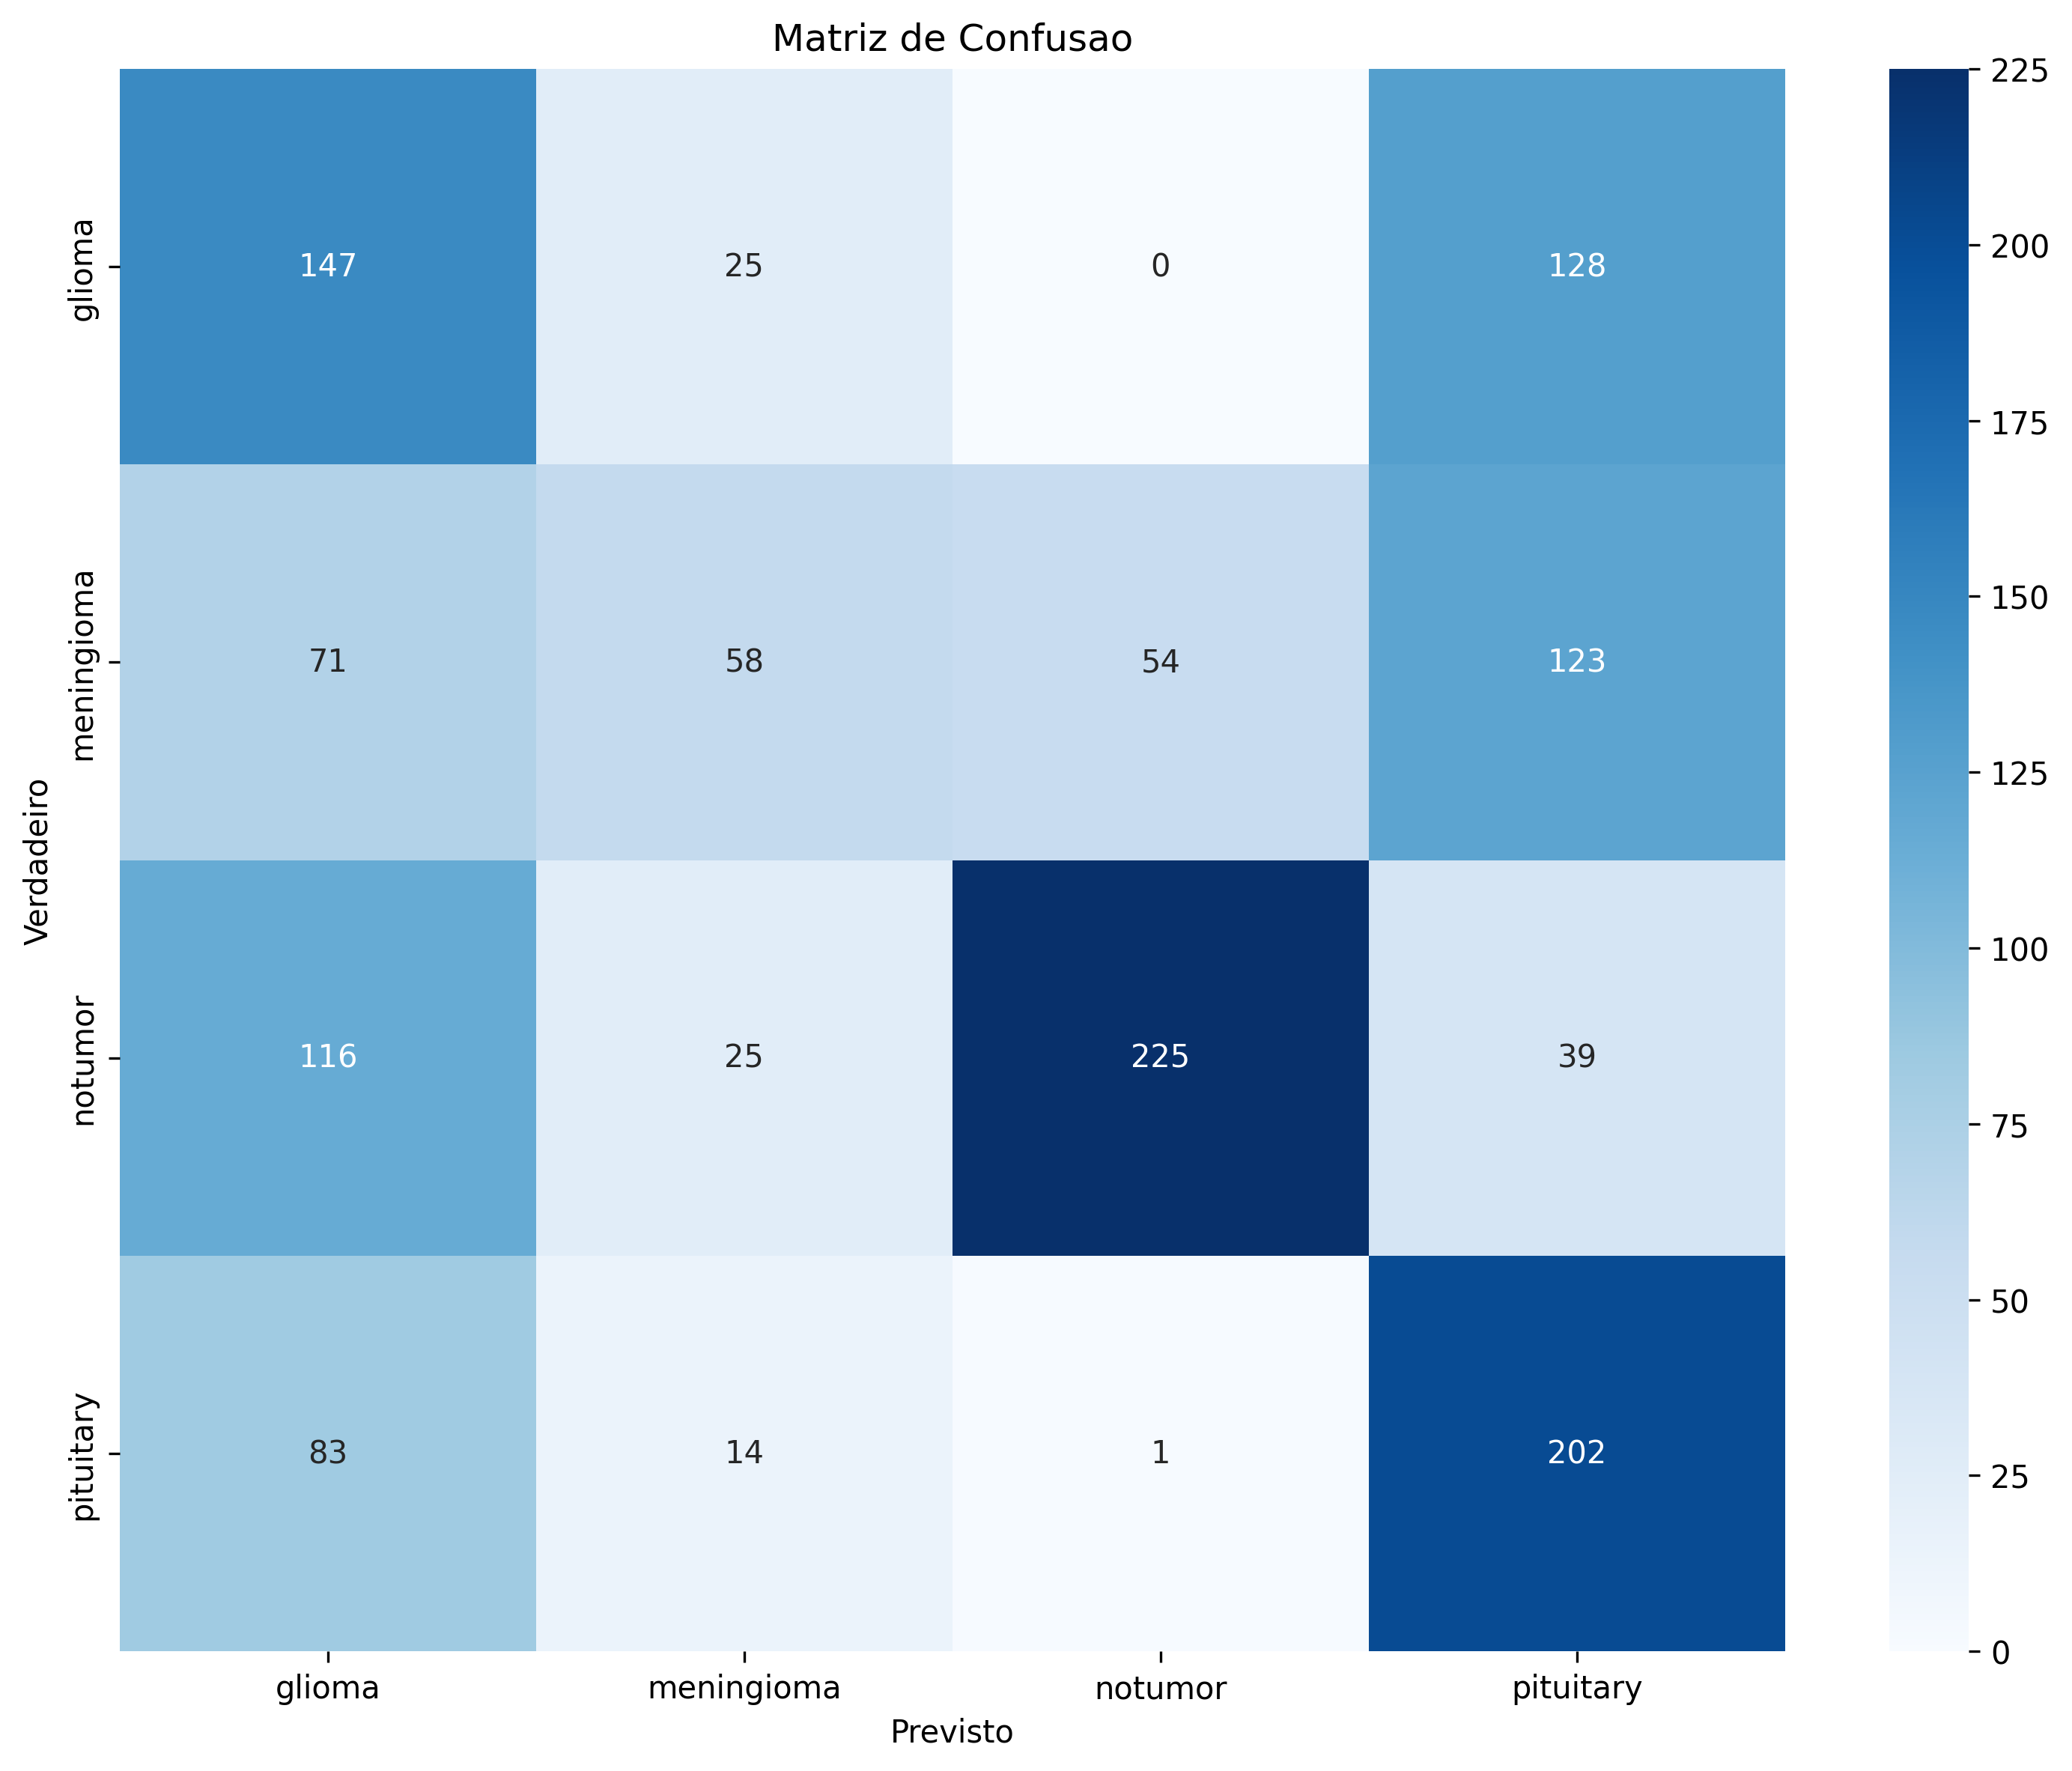 Matriz de Confusao
Verdadeiro
glioma
147 25 0 128
meningioma
71 58 54 123
notumor
116 25 225 39
pituitary
83 14 1 202
glioma meningioma notumor pituitary
Previsto
225
200
175
150
125
100
75
50
25
0